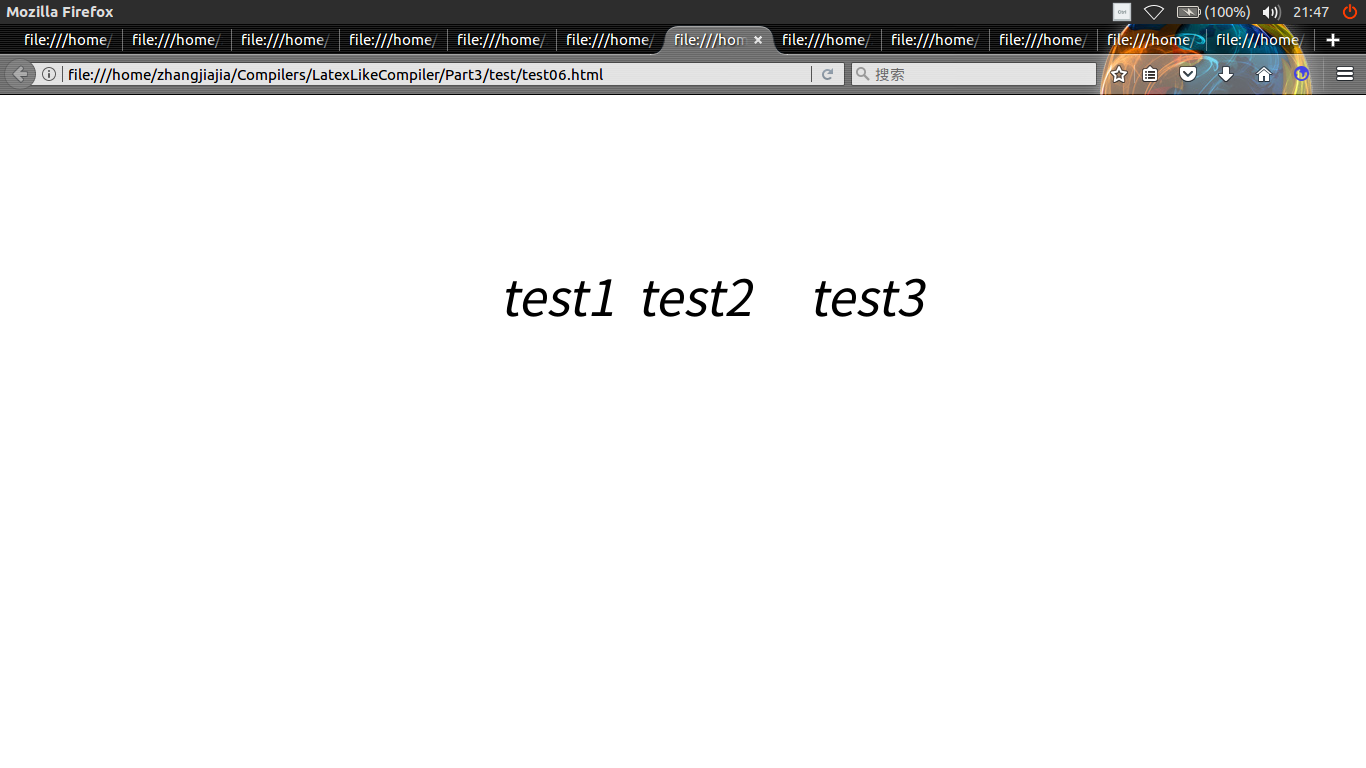 Mozilla Firefox (100%) 21:47
file:///home/ file:///home/ file:///home/ file:///home/ file:///home/ file:///home/ file:///hom file:///home/ file:///home/ file:///home/ file:///home/ file:///home/
file:///home/zhangjiajia/Compilers/LatexLikeCompiler/Part3/test/test06.html 搜索
test1 test2 test3